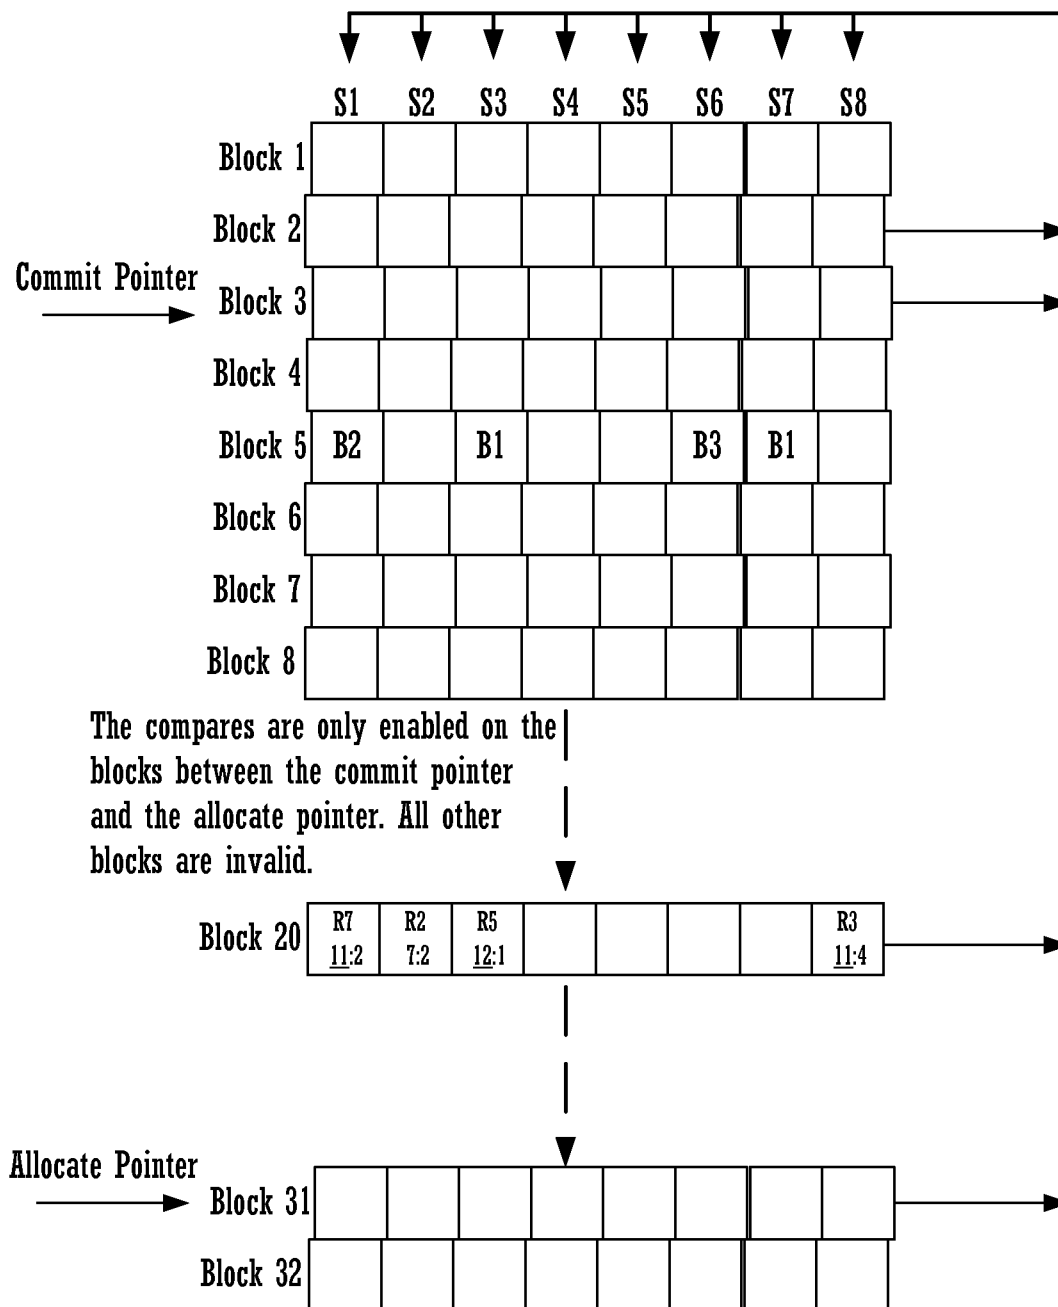 S1 S2 S3 S4 S5 S6 S7 S8
Block 1
Block 2
Commit Pointer
Block 3
Block 4
Block 5 B2 B1 B3 B1
Block 6
Block 7
Block 8
The compares are only enabled on the
blocks between the commit pointer
and the allocate pointer. All other
blocks are invalid.
Block 20
R7 R2 R5 R3
11:2 7:2 12:1 11:4
Allocate Pointer
Block 31
Block 32